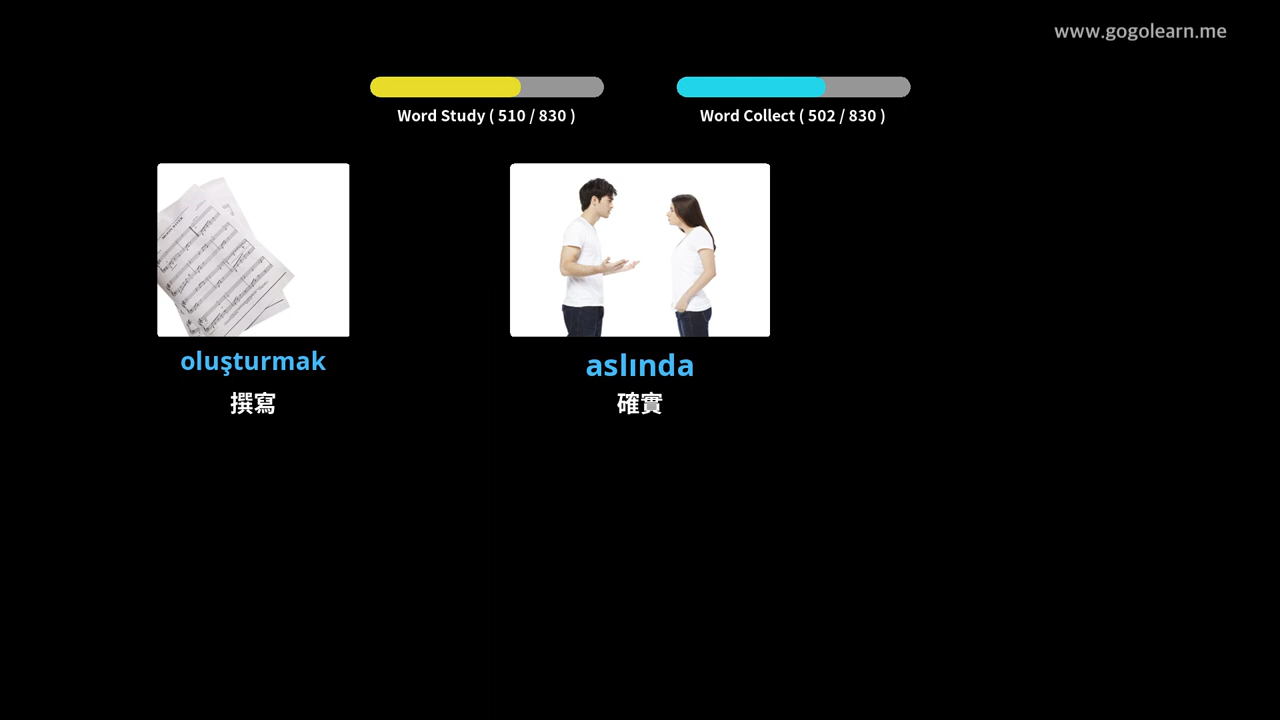 www.gogolearn.me
Word Study ( 510 / 830 )
Word Collect ( 502 / 830 )
oluşturmak
撰寫
aslında
確實